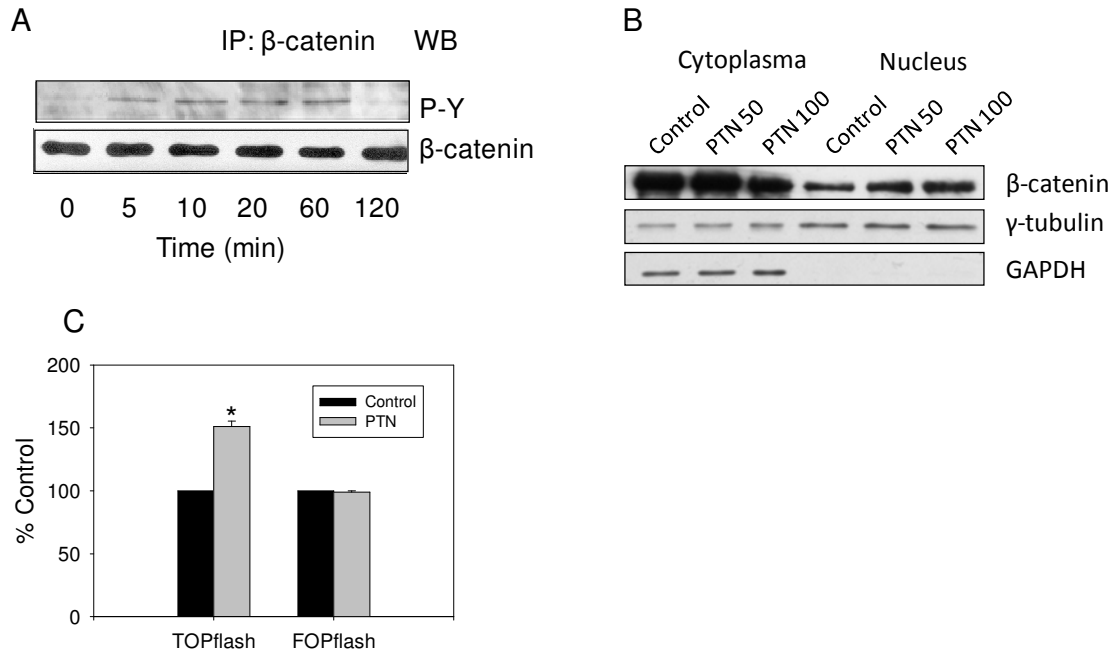 A
IP: β-catenin WB
P-Y
β-catenin
0 5 10 20 60 120
Time (min)
B
Cytoplasma Nucleus
Control PTN 50 PTN 100 Control PTN 50 PTN 100
β-catenin
γ-tubulin
GAPDH
C
200
150
100
50
0
% Control
*
Control
PTN
TOPflash FOPflash